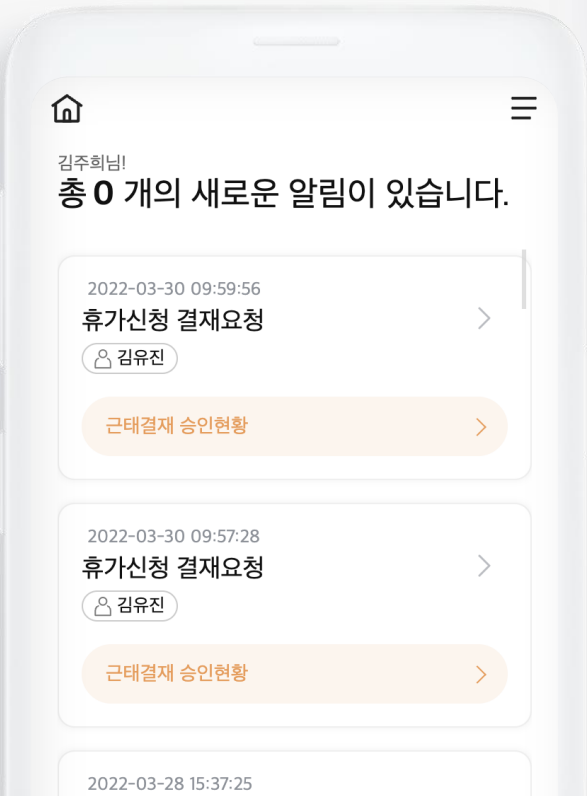 김주희님!
총 0 개의 새로운 알림이 있습니다.
2022-03-30 09:59:56
휴가신청 결재요청
김유진
근태결재 승인현황
2022-03-30 09:57:28
휴가신청 결재요청
김유진
근태결재 승인현황
2022-03-28 15:37:25